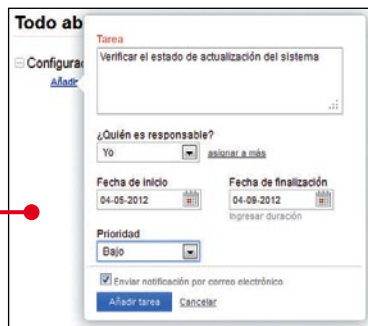 Todo ab
Configurac
Añadir
Tarea
Verificar el estado de actualización del sistema
¿Quién es responsable?
Yo asignar a más
Fecha de inicio Fecha de finalización
04-05-2012 04-09-2012
Ingresar duración
Prioridad
Bajo
Enviar notificación por correo electrónico
Añadir tarea Cancelar